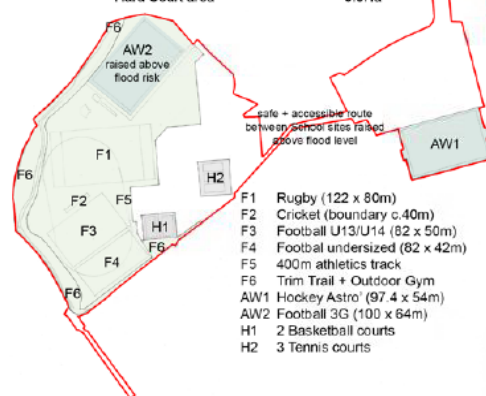 Hard Court area
F6
AW2
raised above
flood risk
safe + accessible route
between School sites raised
above flood level
AW1
F1
F6
H2
F2
F5
F3
H1
F6
F4
F6
F1 Rugby (122 x 80m)
F2 Cricket (boundary c.40m)
F3 Football U13/U14 (82 x 50m)
F4 Footbal undersized (82 x 42m)
F5 400m athletics track
F6 Trim Trail + Outdoor Gym
AW1 Hockey Astro' (97.4 x 54m)
AW2 Football 3G (100 x 64m)
H1 2 Basketball courts
H2 3 Tennis courts